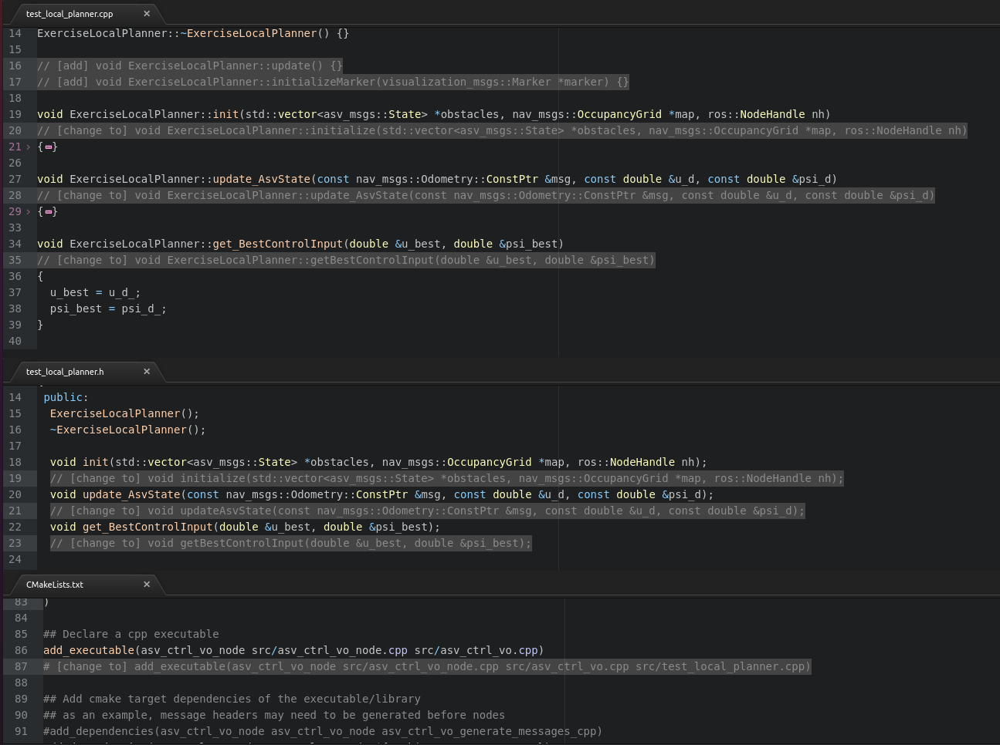 test_local_planner.cpp ×
14 ExerciseLocalPlanner::~ExerciseLocalPlanner() {}
15
16 // [add] void ExerciseLocalPlanner::update() {}
17 // [add] void ExerciseLocalPlanner::initializeMarker(visualization_msgs::Marker *marker) {}
18
19 void ExerciseLocalPlanner::init(std::vector<asv_msgs::State> *obstacles, nav_msgs::OccupancyGrid *map, ros::NodeHandle nh)
20 // [change to] void ExerciseLocalPlanner::initialize(std::vector<asv_msgs::State> *obstacles, nav_msgs::OccupancyGrid *map, ros::NodeHandle nh)
21 › {}
26
27 void ExerciseLocalPlanner::update_AsvState(const nav_msgs::Odometry::ConstPtr &msg, const double &u_d, const double &psi_d)
28 // [change to] void ExerciseLocalPlanner::update_AsvState(const nav_msgs::Odometry::ConstPtr &msg, const double &u_d, const double &psi_d)
29 › {}
33
34 void ExerciseLocalPlanner::get_BestControlInput(double &u_best, double &psi_best)
35 // [change to] void ExerciseLocalPlanner::getBestControlInput(double &u_best, double &psi_best)
36 {
37 u_best = u_d_;
38 psi_best = psi_d_;
39 }
40
test_local_planner.h ×
14 public:
15 ExerciseLocalPlanner();
16 ~ExerciseLocalPlanner();
17
18 void init(std::vector<asv_msgs::State> *obstacles, nav_msgs::OccupancyGrid *map, ros::NodeHandle nh);
19 // [change to] void initialize(std::vector<asv_msgs::State> *obstacles, nav_msgs::OccupancyGrid *map, ros::NodeHandle nh);
20 void update_AsvState(const nav_msgs::Odometry::ConstPtr &msg, const double &u_d, const double &psi_d);
21 // [change to] void updateAsvState(const nav_msgs::Odometry::ConstPtr &msg, const double &u_d, const double &psi_d);
22 void get_BestControlInput(double &u_best, double &psi_best);
23 // [change to] void getBestControlInput(double &u_best, double &psi_best);
24
CMakeLists.txt ×
83 )
84
85 ## Declare a cpp executable
86 add_executable(asv_ctrl_vo_node src/asv_ctrl_vo_node.cpp src/asv_ctrl_vo.cpp)
87 # [change to] add_executable(asv_ctrl_vo_node src/asv_ctrl_vo_node.cpp src/asv_ctrl_vo.cpp src/test_local_planner.cpp)
88
89 ## Add cmake target dependencies of the executable/library
90 ## as an example, message headers may need to be generated before nodes
91 #add_dependencies(asv_ctrl_vo_node asv_ctrl_vo_node asv_ctrl_vo_generate_messages_cpp)